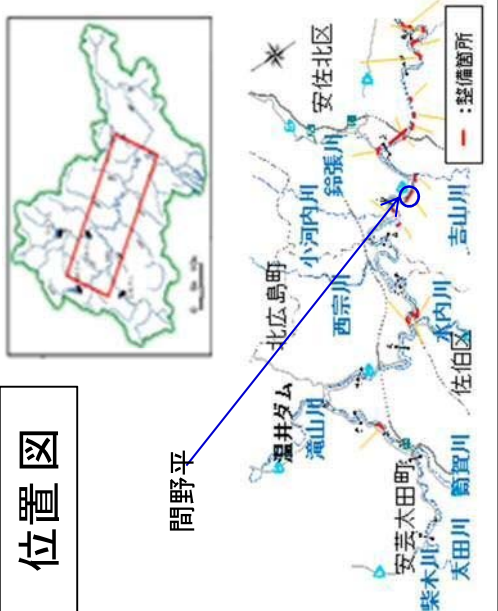 位置図
間野平
温井ダム
滝山川
北広島町
西宗川
小河内川
鈴張川
安佐北区
安芸太田町
柴木川
太田川
筒賀川
佐伯区
水内川
吉山川
：整備箇所